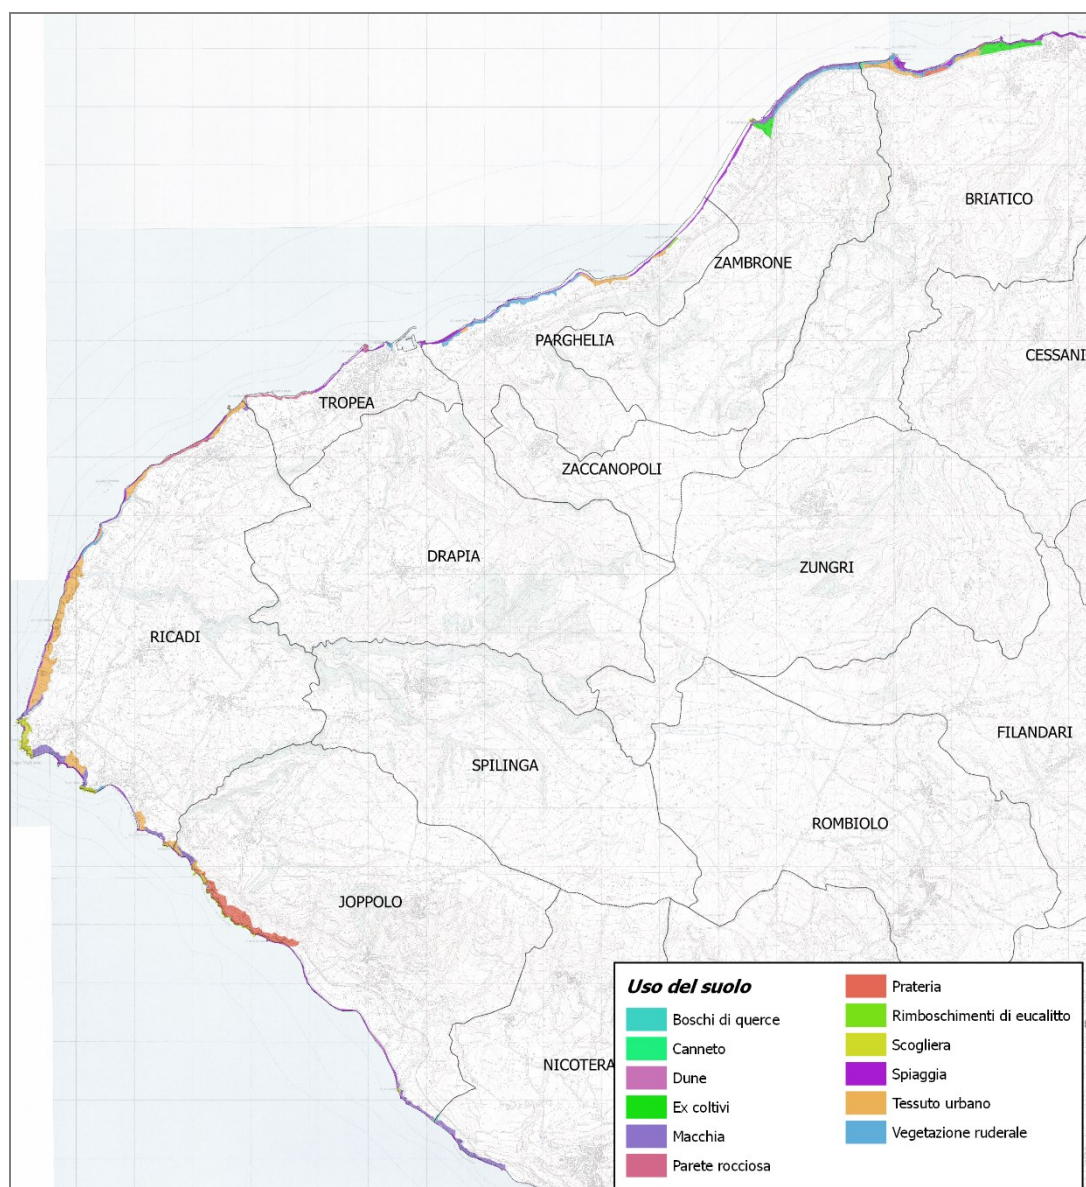 BRIATICO
ZAMBRONE
PARGHELIA
CESSANI
TROPEA
ZACCANOPOLI
DRAPIA
ZUNGRI
RICADI
FILANDARI
SPILINGA
ROMBIOLO
JOPPOLO
NICOTERA
Uso del suolo
Boschi di querce
Canneto
Dune
Ex coltivi
Macchia
Parete rocciosa
Prateria
Rimboschimenti di eucalitto
Scogliera
Spiaggia
Tessuto urbano
Vegetazione ruderale